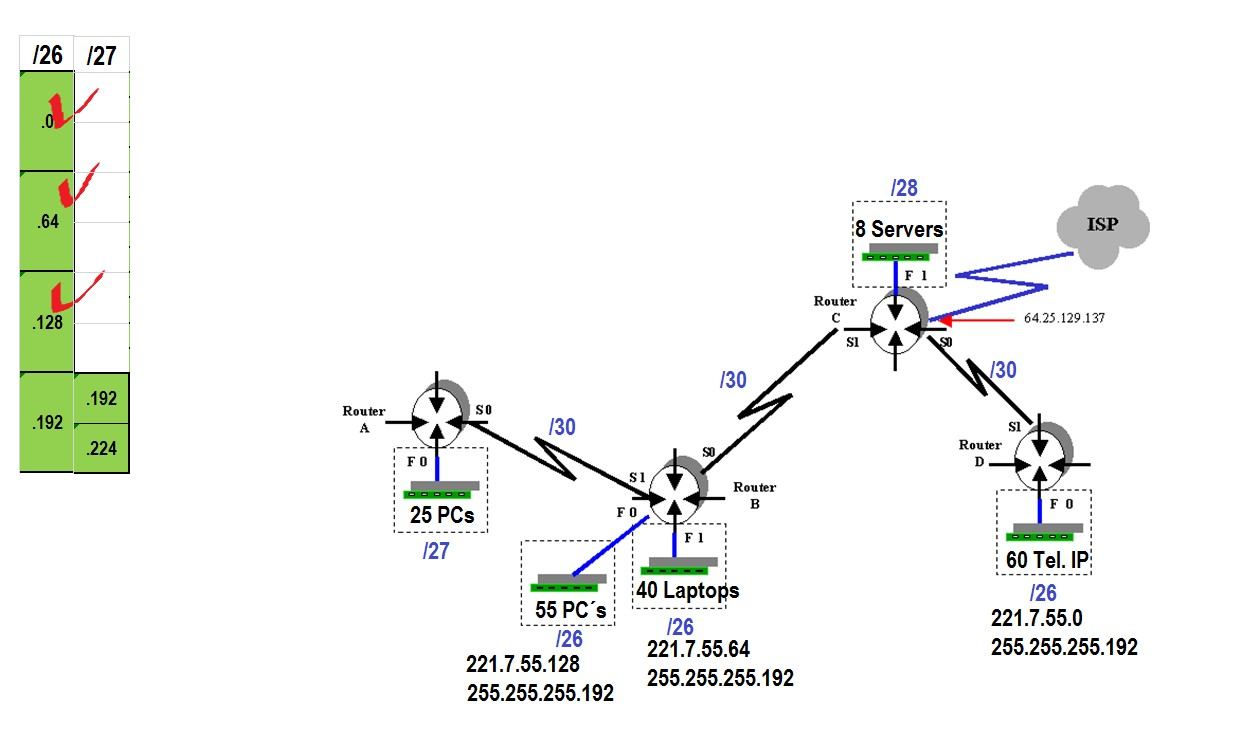 /26 /27
.0
.64
.128
.192
.192
.224
/28
8 Servers
F 1
ISP
Router
C
S1
S0
64.25.129.137
/30
/30
Router
A
S0
F 0
25 PCs
/27
/30
S 1
S0
F 0
F 1
Router
B
55 PC´s
/26
221.7.55.128
255.255.255.192
40 Laptops
/26
221.7.55.64
255.255.255.192
S1
Router
D
F 0
60 Tel. IP
/26
221.7.55.0
255.255.255.192